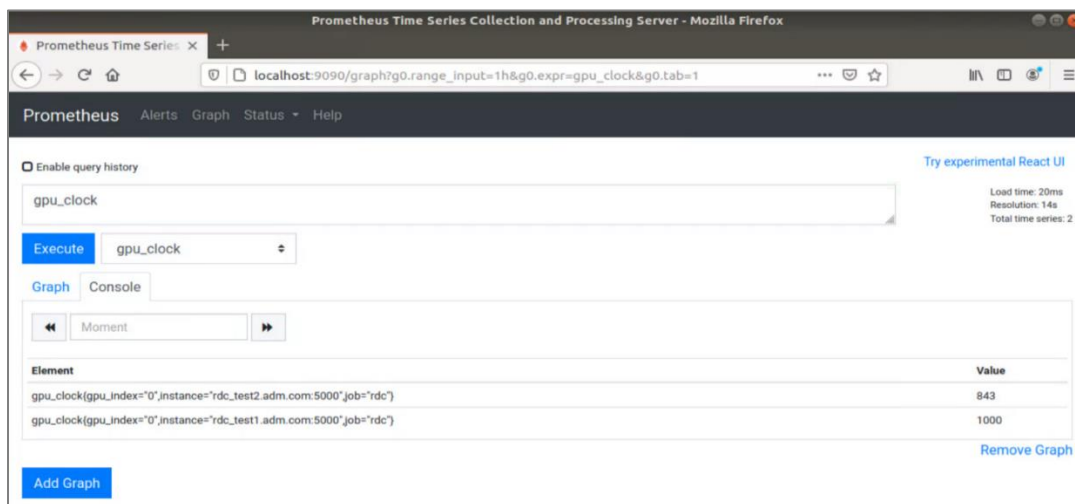 Prometheus Time Series Collection and Processing Server - Mozilla Firefox
Prometheus Time Series
localhost:9090/graph?g0.range_input=1h&g0.expr=gpu_clock&g0.tab=1
Prometheus Alerts Graph Status Help
Enable query history
Try experimental React UI
gpu_clock
Load time: 20ms
Resolution: 14s
Total time series: 2
Execute gpu_clock
Graph Console
Moment
Element Value
gpu_clock{gpu_index="0",instance="rdc_test2.adm.com:5000",job="rdc"} 843
gpu_clock{gpu_index="0",instance="rdc_test1.adm.com:5000",job="rdc"} 1000
Remove Graph
Add Graph